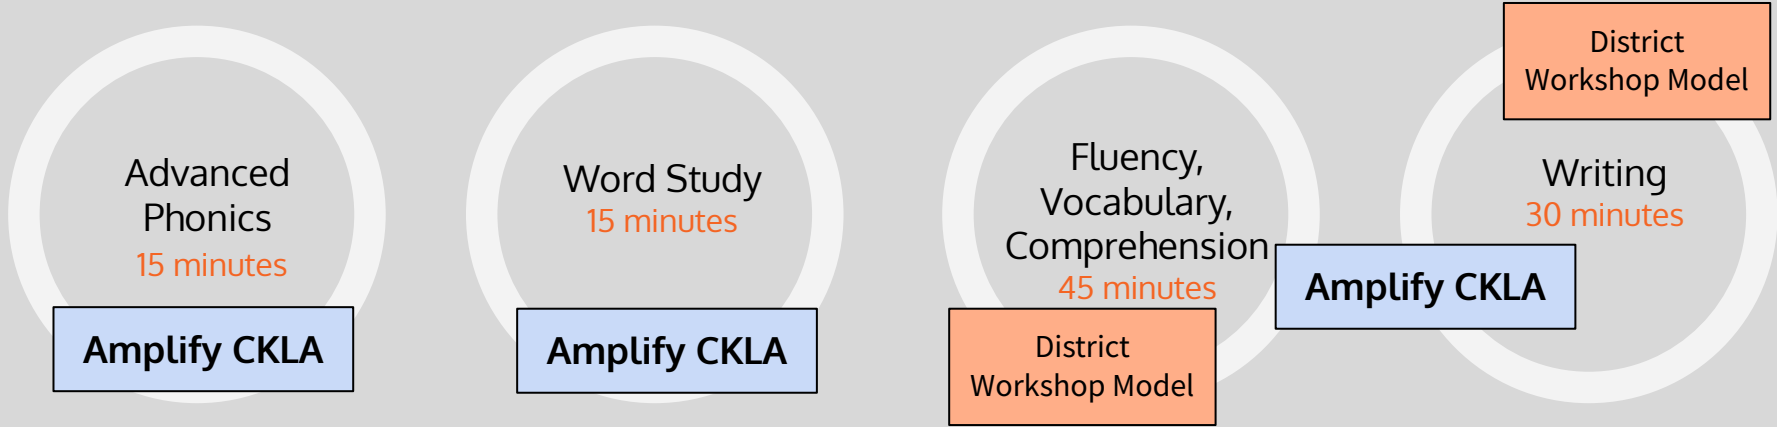 Advanced
Phonics
15 minutes
Amplify CKLA
Word Study
15 minutes
Amplify CKLA
Fluency,
Vocabulary,
Comprehension
45 minutes
District
Workshop Model
Amplify CKLA
District
Workshop Model
Writing
30 minutes